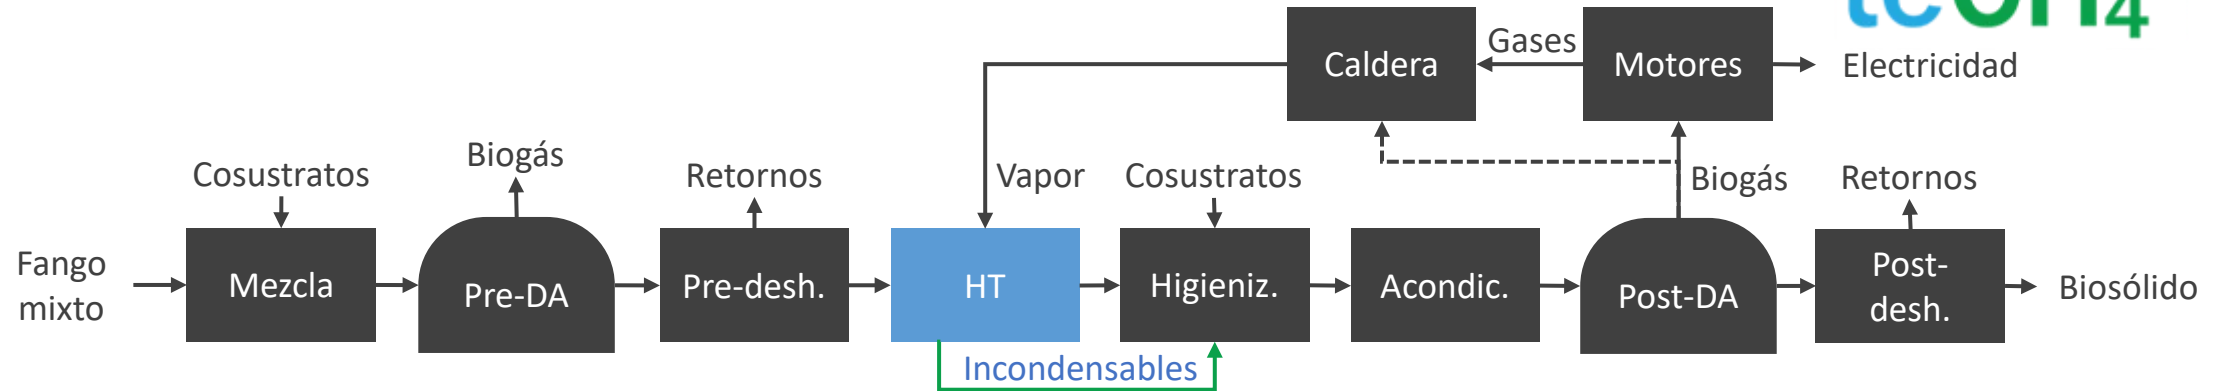 teCH4
Gases
Caldera
Motores
Electricidad
Biogás
Cosustratos
Retornos
Vapor
Cosustratos
Biogás
Retornos
Fango
mixto
Mezcla
Pre-DA
Pre-desh.
HT
Higieniz.
Acondic.
Post-DA
Post-
desh.
Biosólido
Incondensables